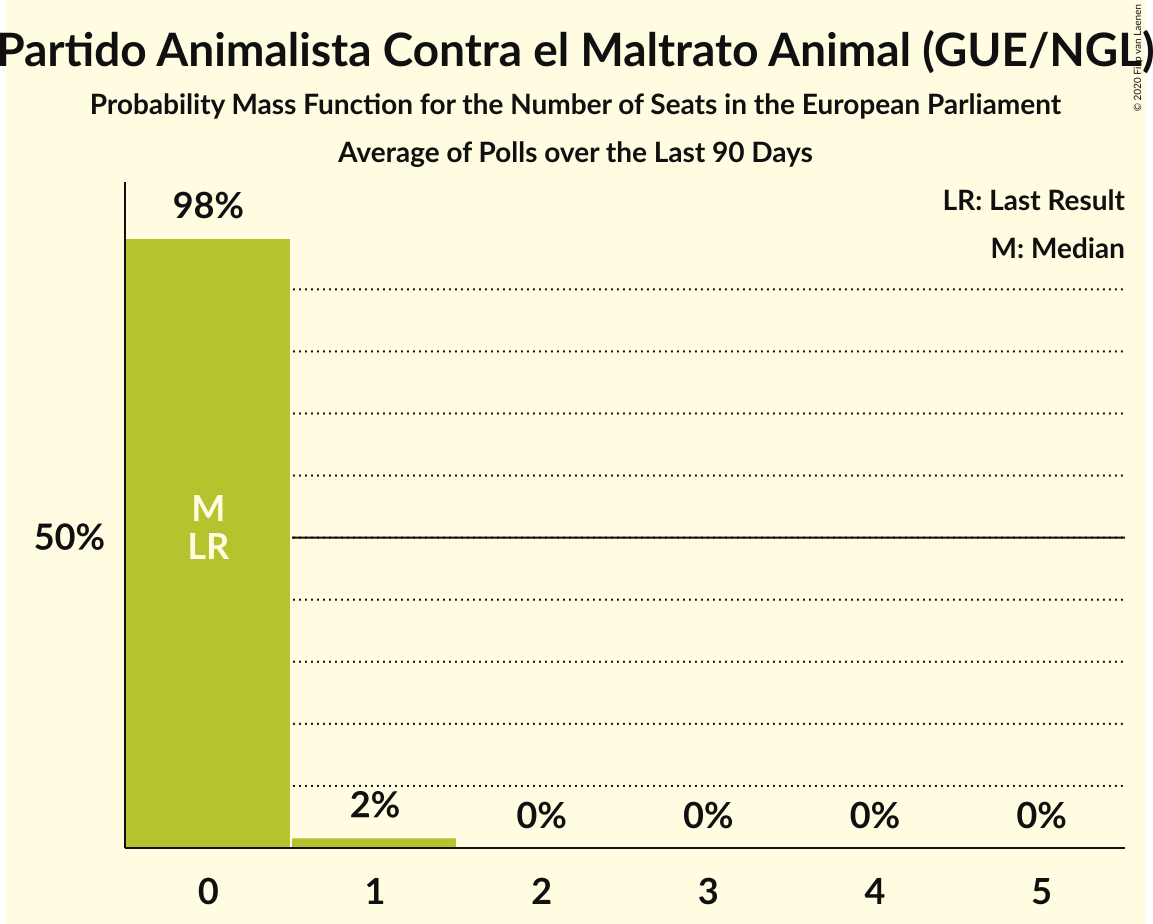 Partido Animalista Contra el Maltrato Animal (GUE/NGL)
© 2020 Filip van Laenen
Probability Mass Function for the Number of Seats in the European Parliament
Average of Polls over the Last 90 Days
LR: Last Result
M: Median
98%
M
LR
50%
2%
0%
0%
0%
0%
0
1
2
3
4
5